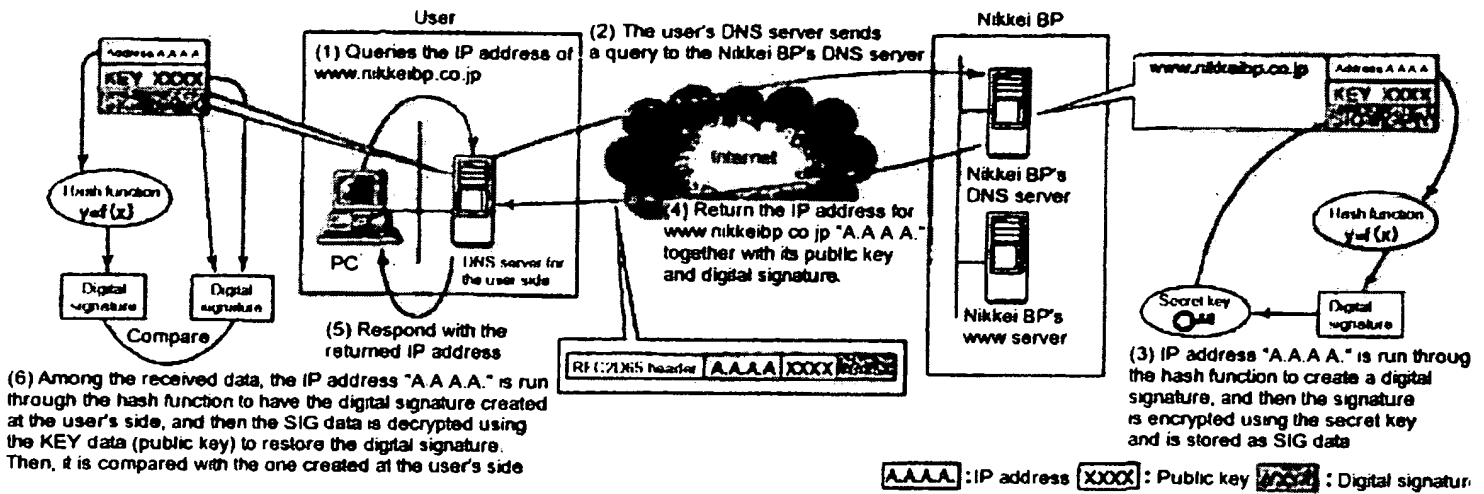 User
Nikkei BP
(1) Queries the IP address of
www.nikkeibp.co.jp
(2) The user's DNS server sends
a query to the Nikkei BP's DNS server
Address A.A.A.A
KEY XXXX
Hash function
y=f(x)
Digital
signature
Digital
signature
Compare
PC
DNS server for
the user side
(5) Respond with the
returned IP address
Internet
(4) Return the IP address for
www.nikkeibp co jp "A.A A A."
together with its public key
and digital signature.
RFC2065 header A.A.A.A XXXX
Nikkei BP's
DNS server
Nikkei BP's
www server
www.nikkeibp.co.jp
Address A A A A
KEY XXXX
Hash function
y=f(x)
Secret key
Digital
signature
(3) IP address "A.A.A A." is run throug
the hash function to create a digital
signature, and then the signature
is encrypted using the secret key
and is stored as SIG data
(6) Among the received data, the IP address "A.A A.A." is run
through the hash function to have the digital signature created
at the user's side, and then the SIG data is decrypted using
the KEY data (public key) to restore the digital signature.
Then, it is compared with the one created at the user's side
A.A.A.A. : IP address XXXX : Public key : Digital signatur